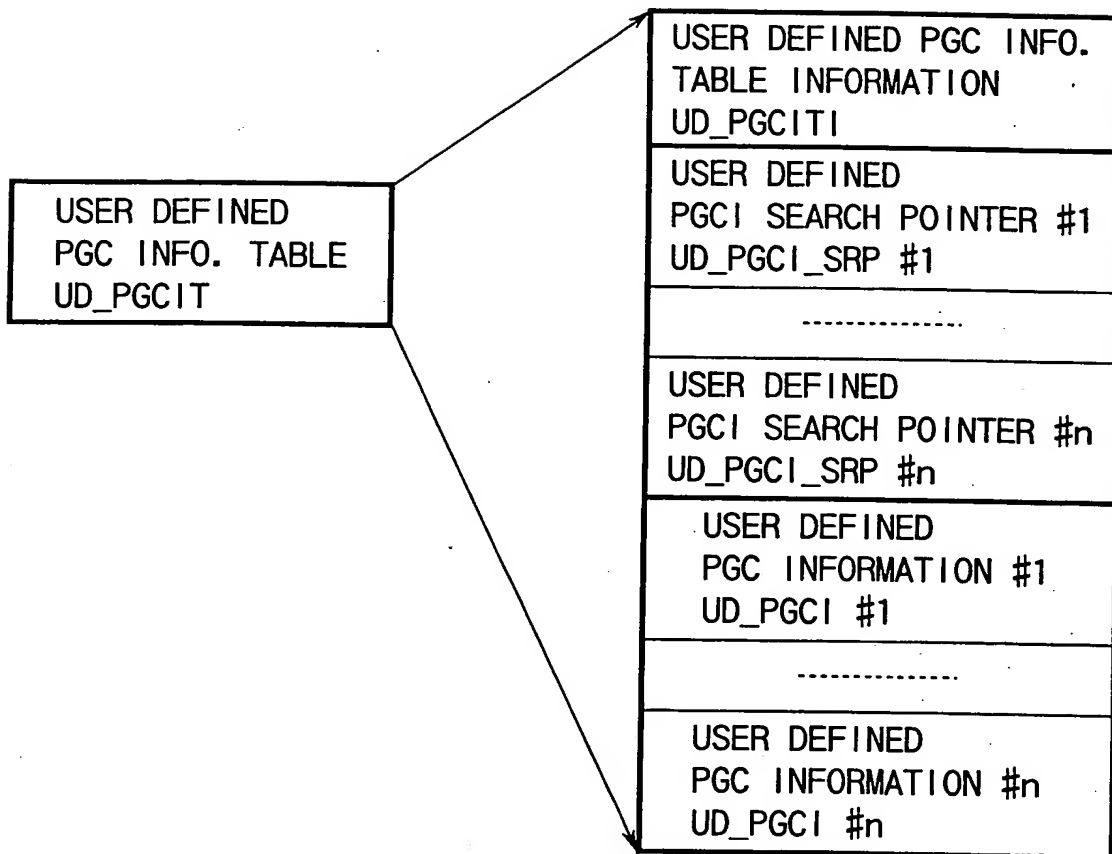 USER DEFINED
PGC INFO. TABLE
UD_PGCIT
USER DEFINED PGC INFO.
TABLE INFORMATION
UD_PGCITI
USER DEFINED
PGCI SEARCH POINTER #1
UD_PGCI_SRP #1
USER DEFINED
PGCI SEARCH POINTER #n
UD_PGCI_SRP #n
USER DEFINED
PGC INFORMATION #1
UD_PGCI #1
USER DEFINED
PGC INFORMATION #n
UD_PGCI #n